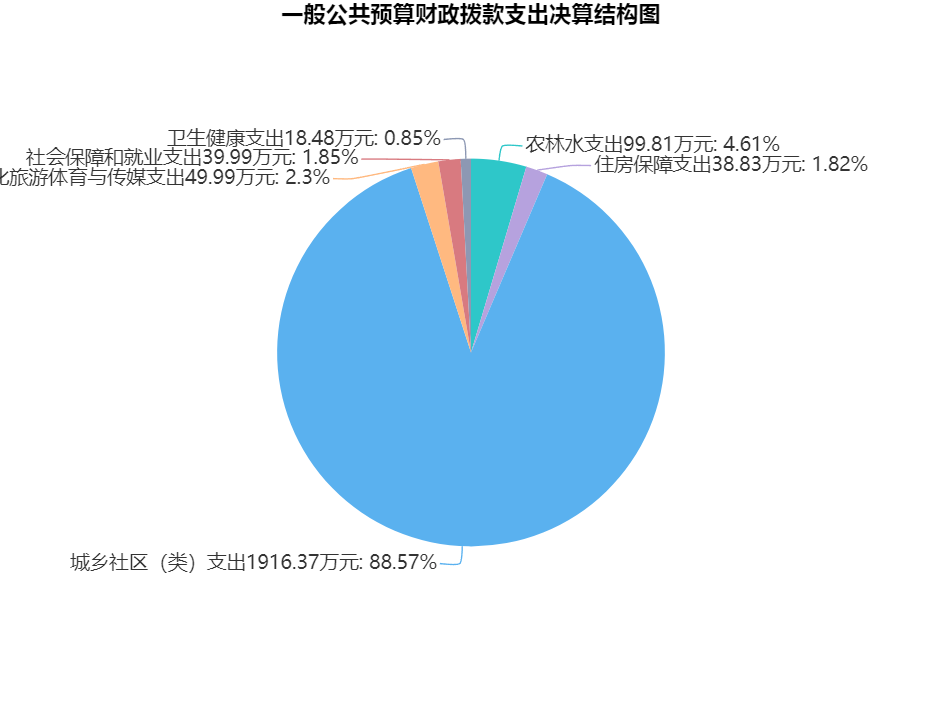 一般公共预算财政拨款支出决算结构图
卫生健康支出18.48万元: 0.85%
农林水支出99.81万元: 4.61%
社会保障和就业支出39.99万元: 1.85%
住房保障支出38.83万元: 1.82%
旅游体育与传媒支出49.99万元: 2.3%
城乡社区（类）支出1916.37万元: 88.57%